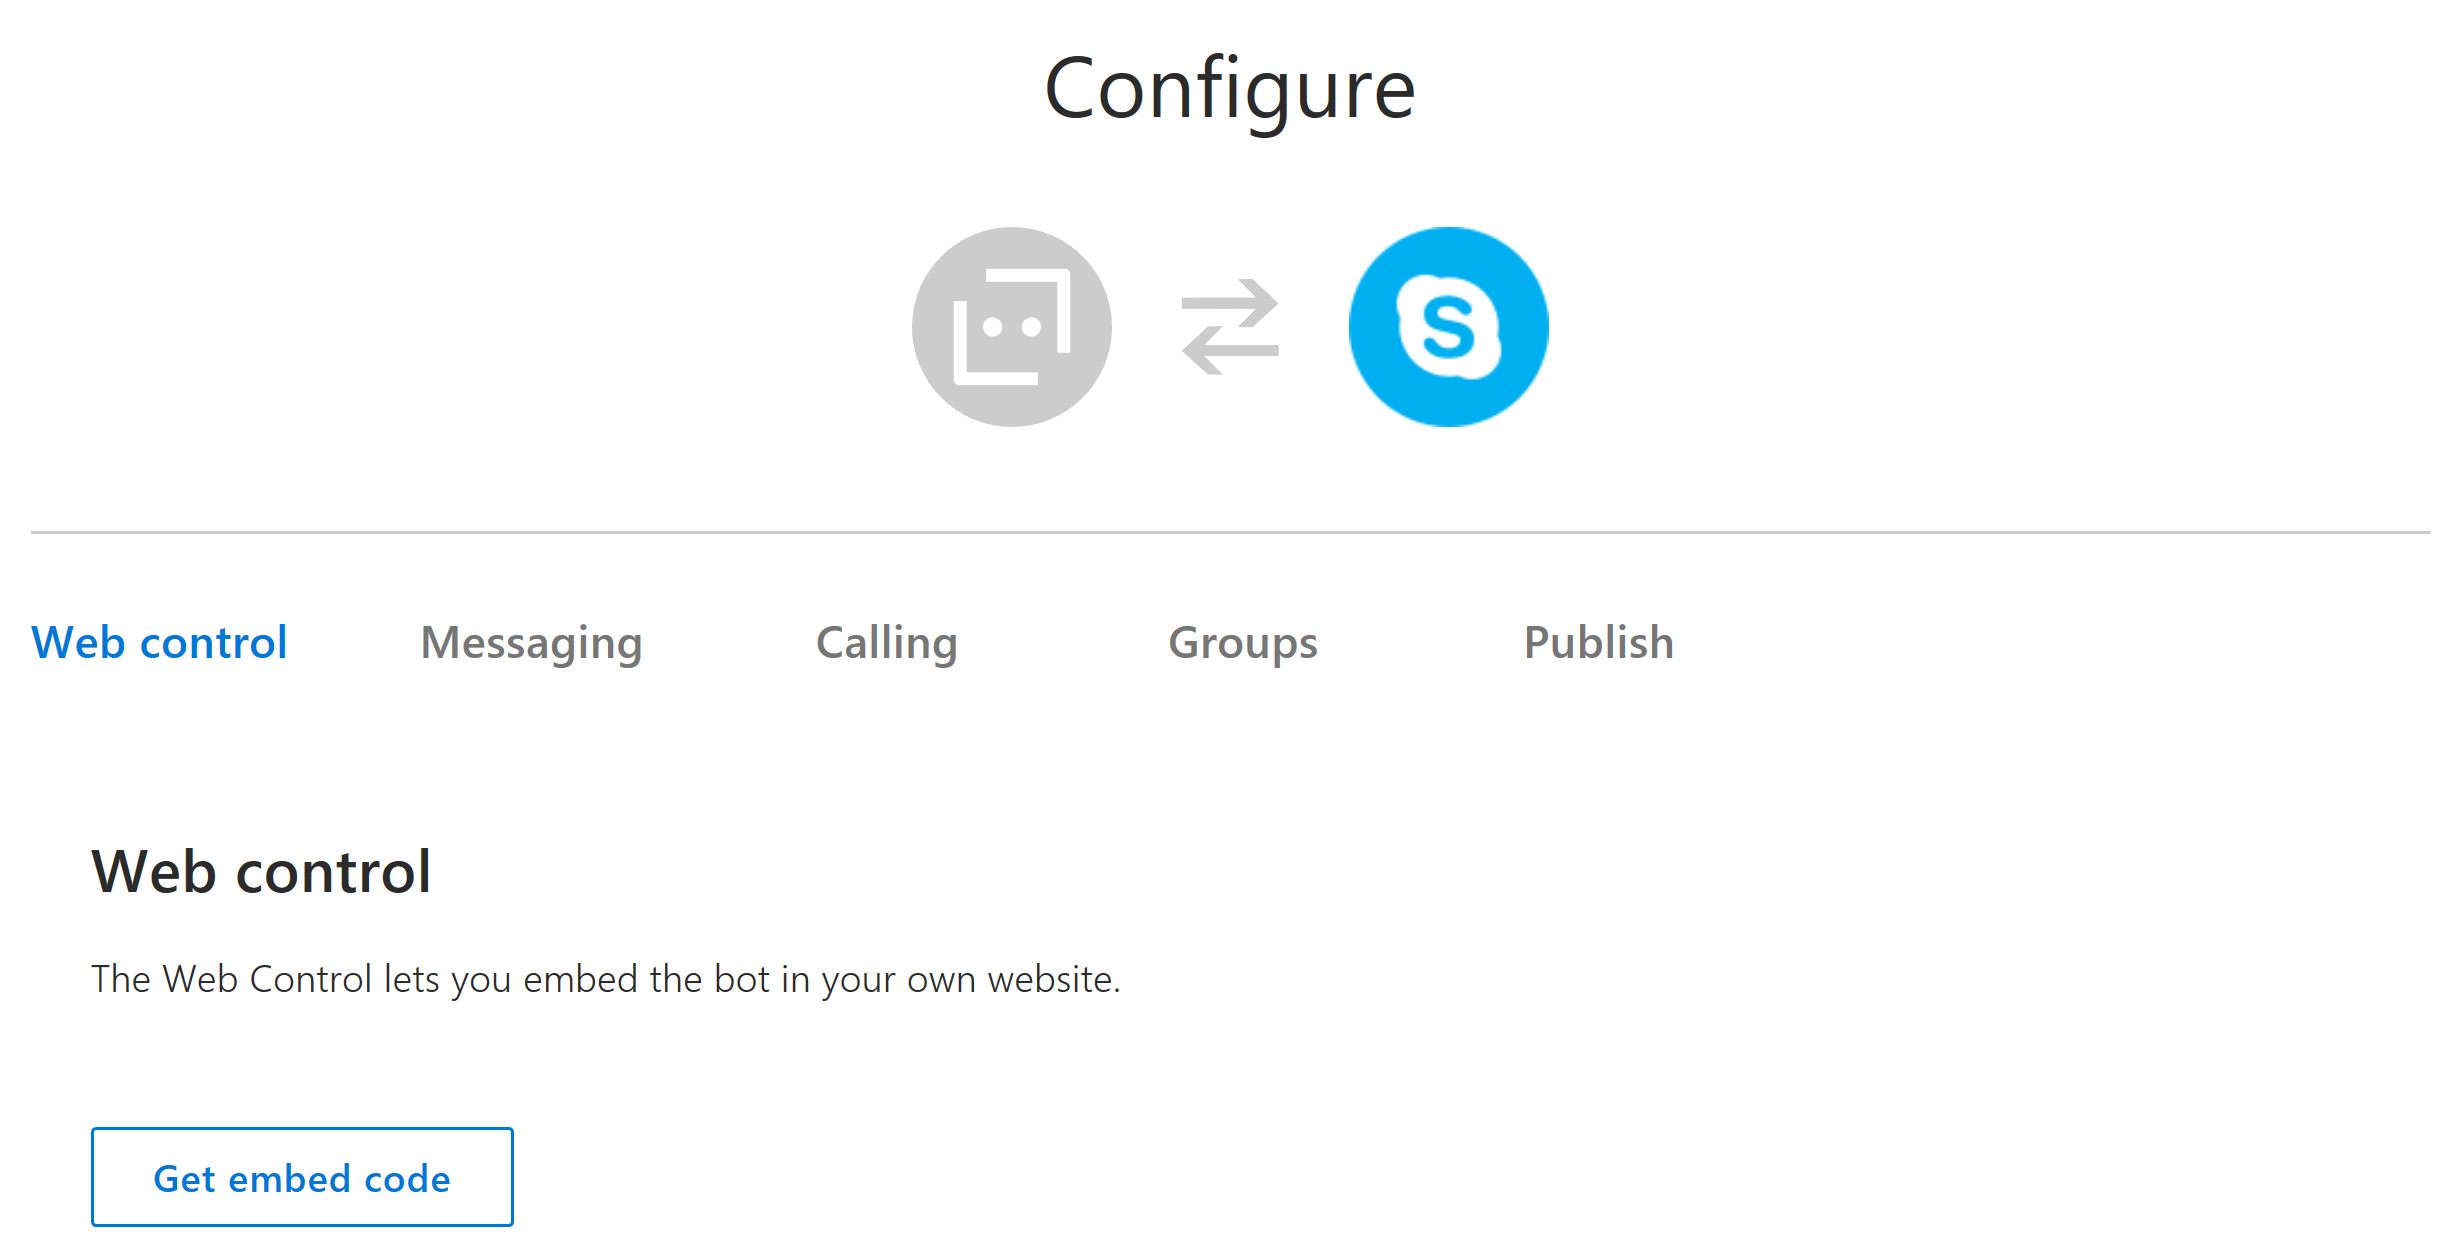 Configure
Web control Messaging Calling Groups Publish
Web control
The Web Control lets you embed the bot in your own website.
Get embed code